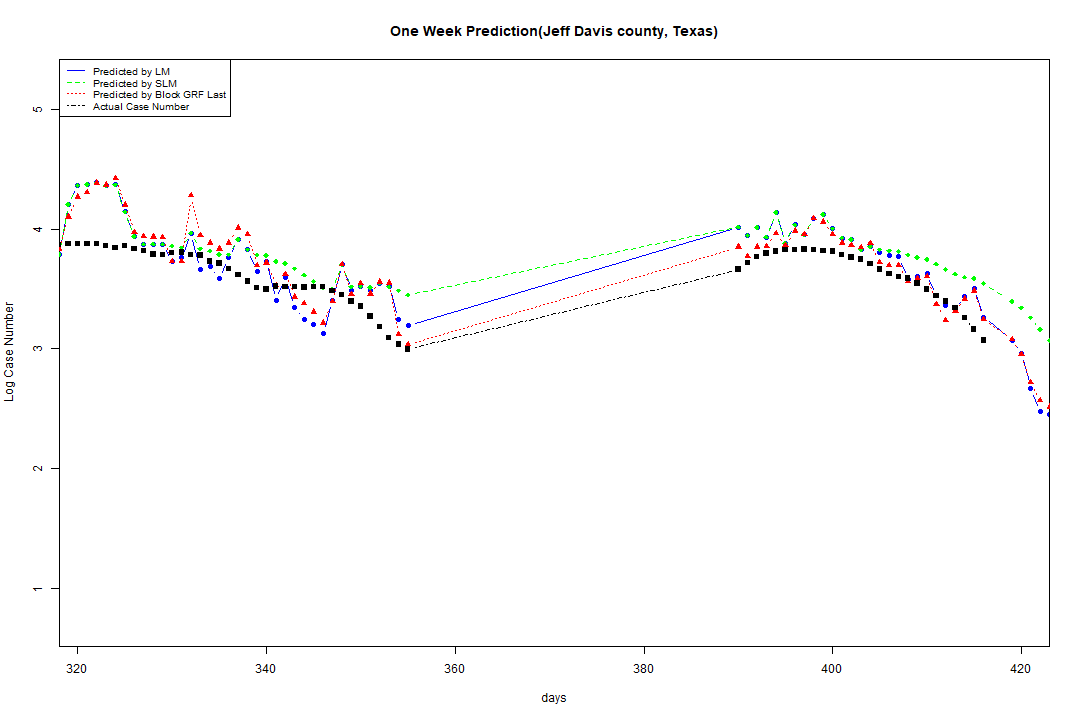 One Week Prediction(Jeff Davis county, Texas)
Predicted by LM
Predicted by SLM
Predicted by Block GRF Last
Actual Case Number
5
4
3
2
1
Log Case Number
320 340 360 380 400 420
days